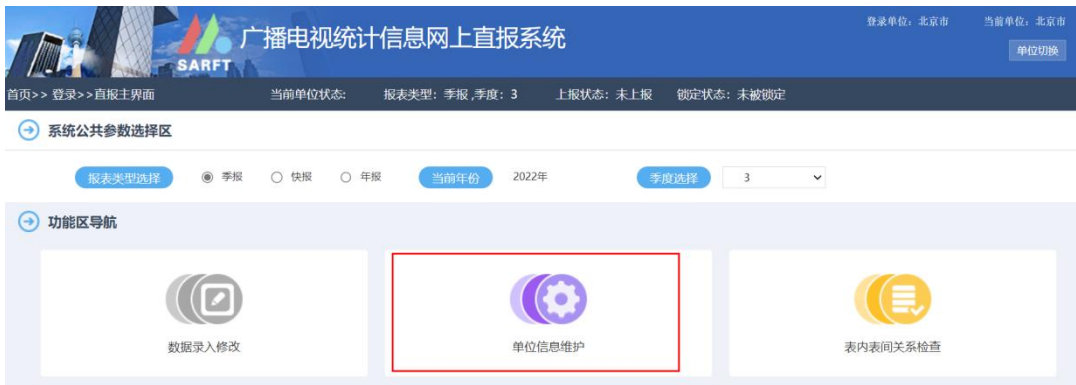 登录单位：北京市 当前单位：北京市
广播电视统计信息网上直报系统
SARFT
单位切换
首页>> 登录>>直报主界面 当前单位状态: 报表类型：季报 ,季度：3 上报状态：未上报 锁定状态：未被锁定
系统公共参数选择区
报表类型选择 季报 快报 年报 当前年份 2022年 季度选择 3
功能区导航
数据录入修改 单位信息维护 表内表间关系检查